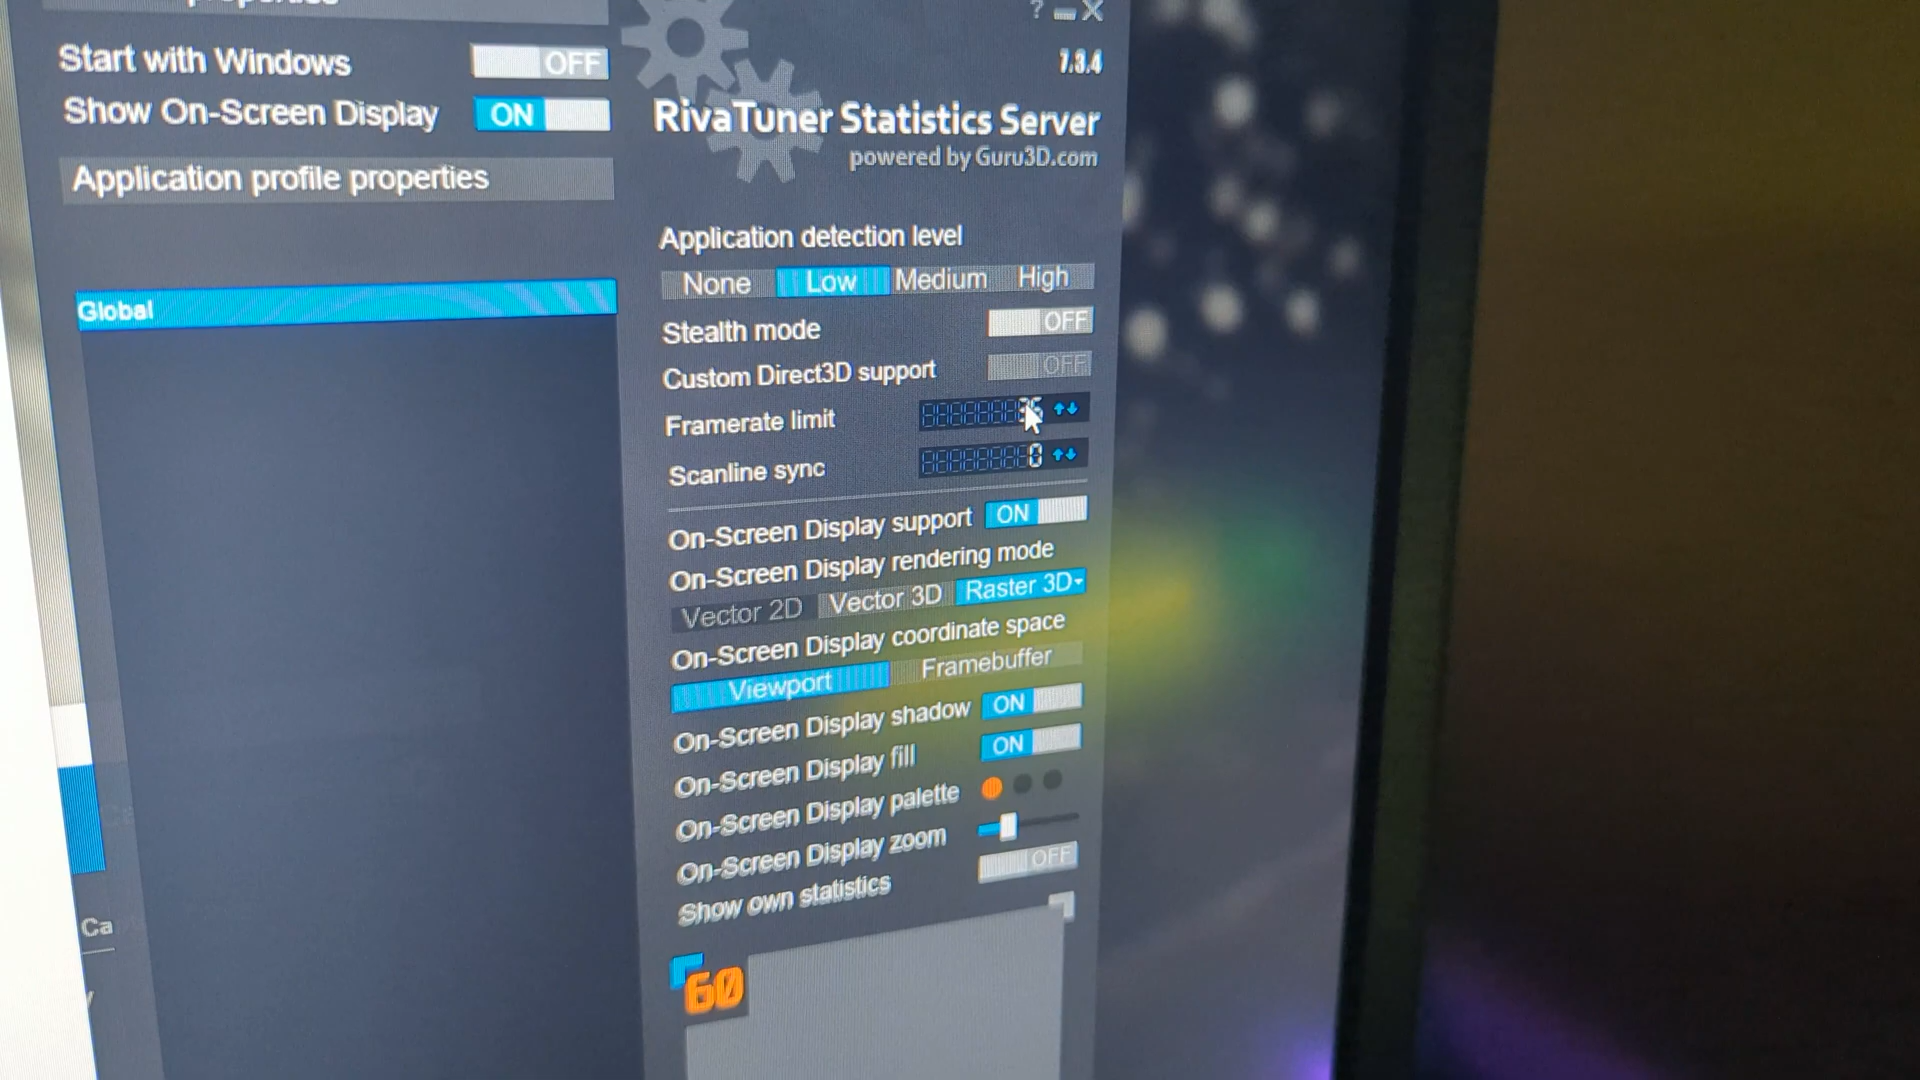 Start with Windows OFF
Show On-Screen Display ON
Application profile properties
Global
Ca
? X
7.3.4
RivaTuner Statistics Server
powered by Guru3D.com
Application detection level
None Low Medium High
Stealth mode OFF
Custom Direct3D support OFF
Framerate limit
Scanline sync 0
On-Screen Display support ON
On-Screen Display rendering mode
Vector 2D Vector 3D Raster 3D
On-Screen Display coordinate space
Viewport Framebuffer
On-Screen Display shadow ON
On-Screen Display fill ON
On-Screen Display palette
On-Screen Display zoom
Show own statistics OFF
60